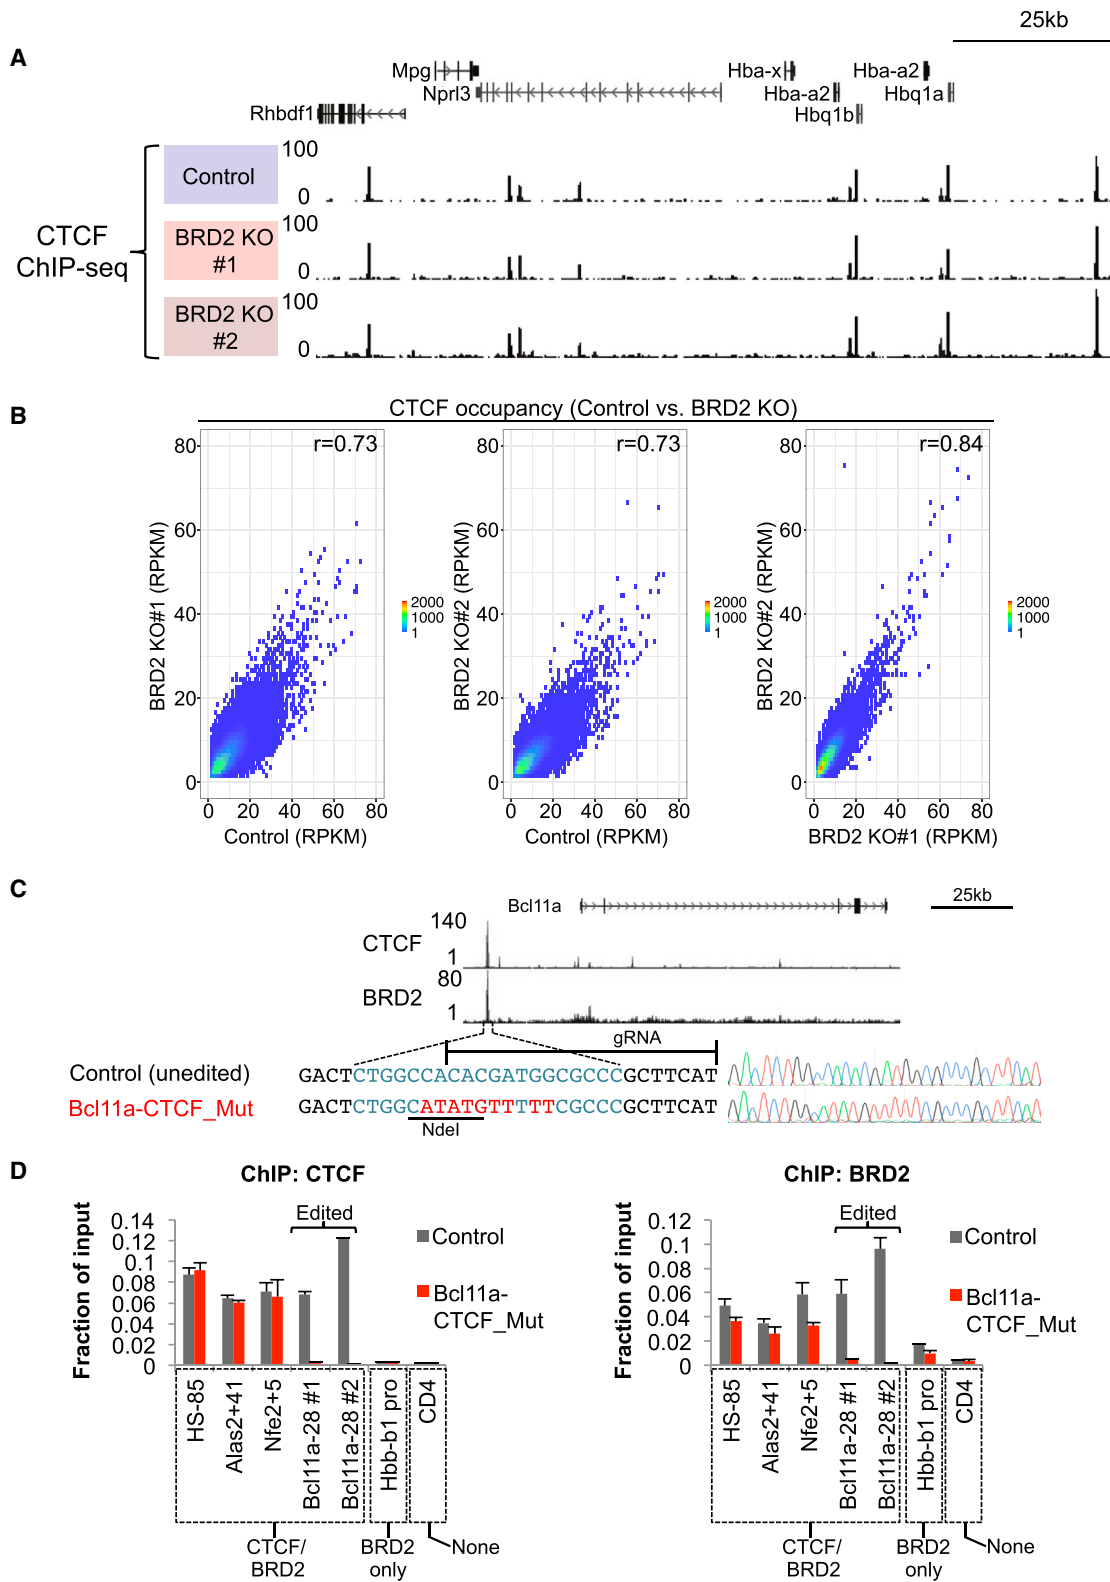 25kb
A
Mpg
Nprl3
Rhbdf1
Hba-x
Hba-a2
Hbq1b
Hba-a2
Hbq1a
CTCF
ChIP-seq
Control
100
0
BRD2 KO
#1
100
0
BRD2 KO
#2
100
0
B
CTCF occupancy (Control vs. BRD2 KO)
r=0.73
80
60
40
20
0
BRD2 KO#1 (RPKM)
0 20 40 60 80
Control (RPKM)
2000
1000
1
r=0.73
80
60
40
20
0
BRD2 KO#2 (RPKM)
0 20 40 60 80
Control (RPKM)
2000
1000
1
r=0.84
80
60
40
20
0
BRD2 KO#2 (RPKM)
0 20 40 60 80
BRD2 KO#1 (RPKM)
2000
1000
1
C
Bcl11a
25kb
CTCF
140
1
BRD2
80
1
gRNA
Control (unedited)
GACTCTGGCCACACGATGGCGCCCGCTTCAT
Bcl11a-CTCF_Mut
GACTCTGGCATATGTTTTCGCCCGCTTCAT
NdeI
D
ChIP: CTCF
Fraction of input
0.14
0.12
0.1
0.08
0.06
0.04
0.02
0
Edited
Control
Bcl11a-
CTCF_Mut
HS-85
Alas2+41
Nfe2+5
Bcl11a-28 #1
Bcl11a-28 #2
Hbb-b1 pro
CD4
CTCF/
BRD2
BRD2
only
None
ChIP: BRD2
Fraction of input
0.12
0.1
0.08
0.06
0.04
0.02
0
Edited
Control
Bcl11a-
CTCF_Mut
HS-85
Alas2+41
Nfe2+5
Bcl11a-28 #1
Bcl11a-28 #2
Hbb-b1 pro
CD4
CTCF/
BRD2
BRD2
only
None